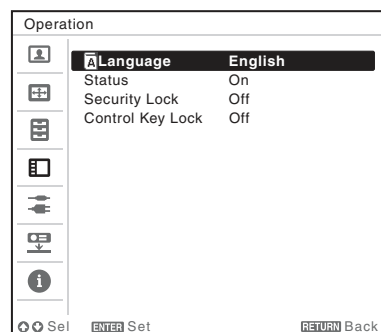 Operation
A Language English
Status On
Security Lock Off
Control Key Lock Off
Sel ENTER Set RETURN Back